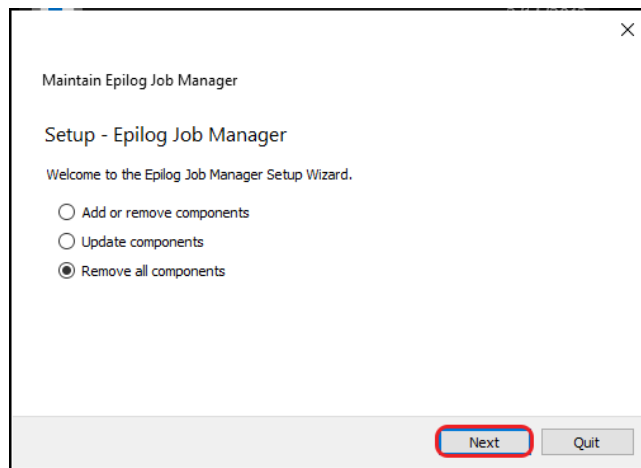 Maintain Epilog Job Manager
Setup - Epilog Job Manager
Welcome to the Epilog Job Manager Setup Wizard.
Add or remove components
Update components
Remove all components
Next
Quit